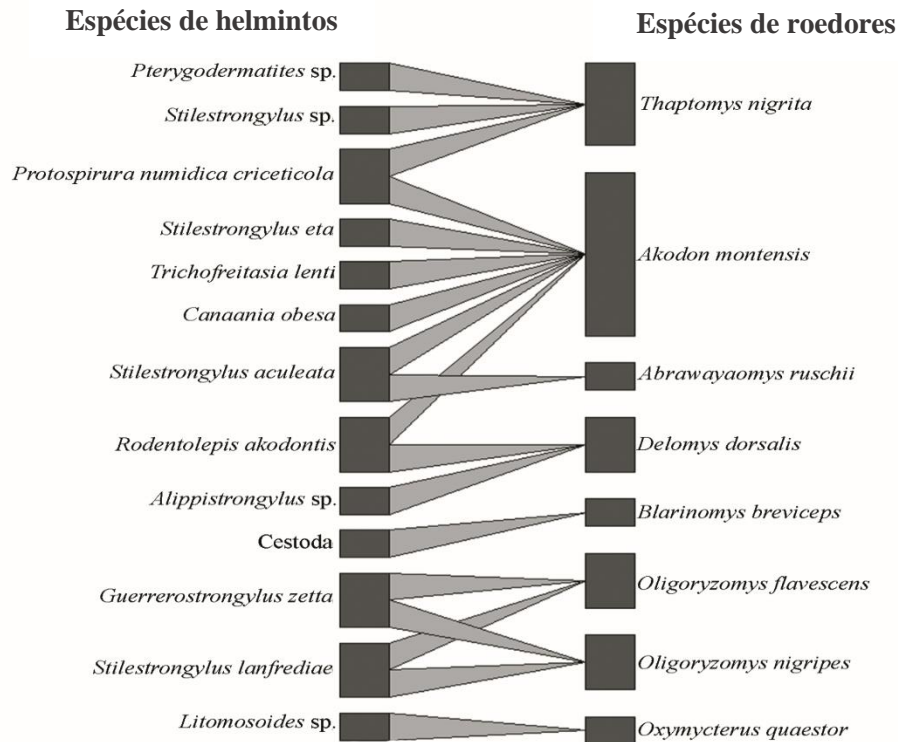 Espécies de helmintos
Pterygodermatites sp.
Stilestrongylus sp.
Protospirura numidica criceticola
Stilestrongylus eta
Trichofreitasia lenti
Canaania obesa
Stilestrongylus aculeata
Rodentolepis akodontis
Alippistrongylus sp.
Cestoda
Guerrerostrongylus zetta
Stilestrongylus lanfrediae
Litomosoides sp.
Espécies de roedores
Thaptomys nigrita
Akodon montensis
Abrawayaomys ruschii
Delomys dorsalis
Blarinomys breviceps
Oligoryzomys flavescens
Oligoryzomys nigripes
Oxymycterus quaestor